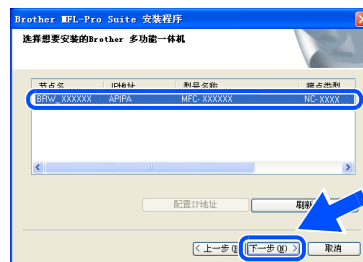 Brother MFL-Pro Suite 安装程序
选择想要安装的Brother 多功能一体机
节点名 IP地址 型号名称 接点类型
BRW_XXXXXX APIPA MFC-XXXXXX NC-XXXX
配置IP地址 刷新
< 上一步(B) 下一步(N) > 取消